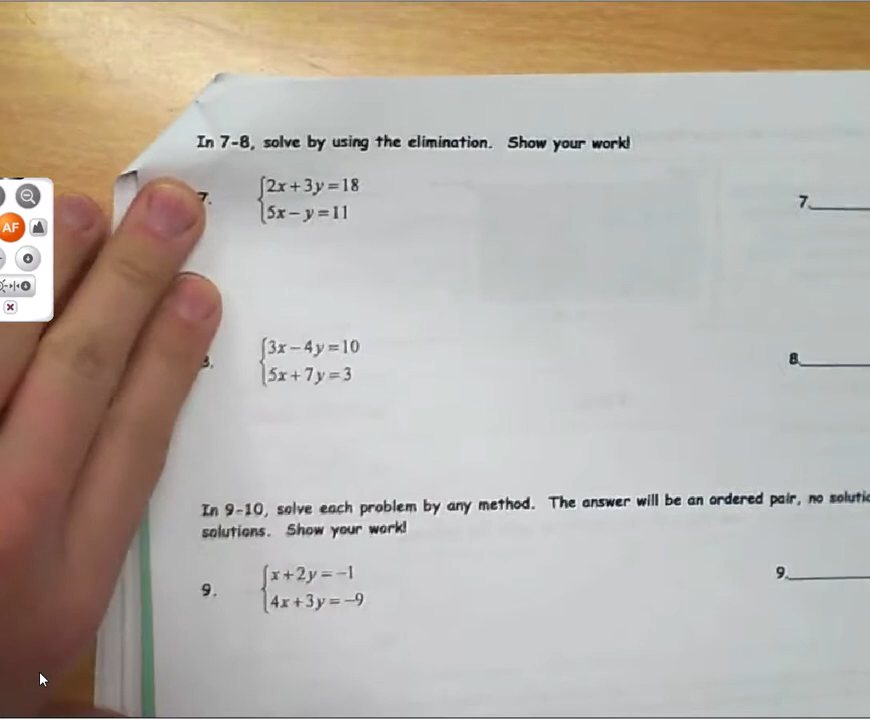 In 7-8, solve by using the elimination. Show your work!
7.
2x+3y=18
5x-y=11
7.
3x-4y=10
5x+7y=3
8.
In 9-10, solve each problem by any method. The answer will be an ordered pair, no
solutions. Show your work!
9.
x+2y=-1
4x+3y=-9
9.
AF